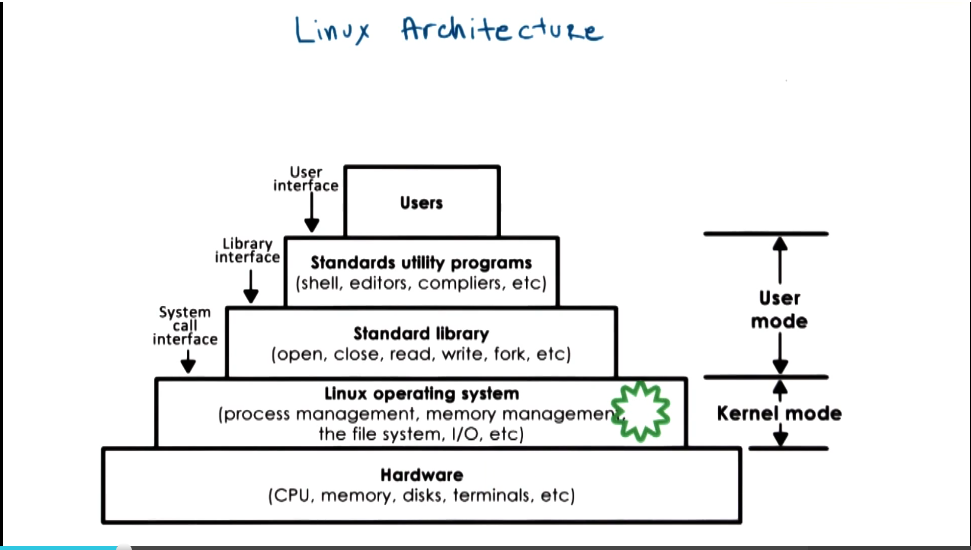 Linux Architecture
User
interface
Users
Library
interface
Standards utility programs
(shell, editors, compliers, etc)
User
mode
System
call
interface
Standard library
(open, close, read, write, fork, etc)
Linux operating system
(process management, memory management,
the file system, I/O, etc)
Kernel mode
Hardware
(CPU, memory, disks, terminals, etc)